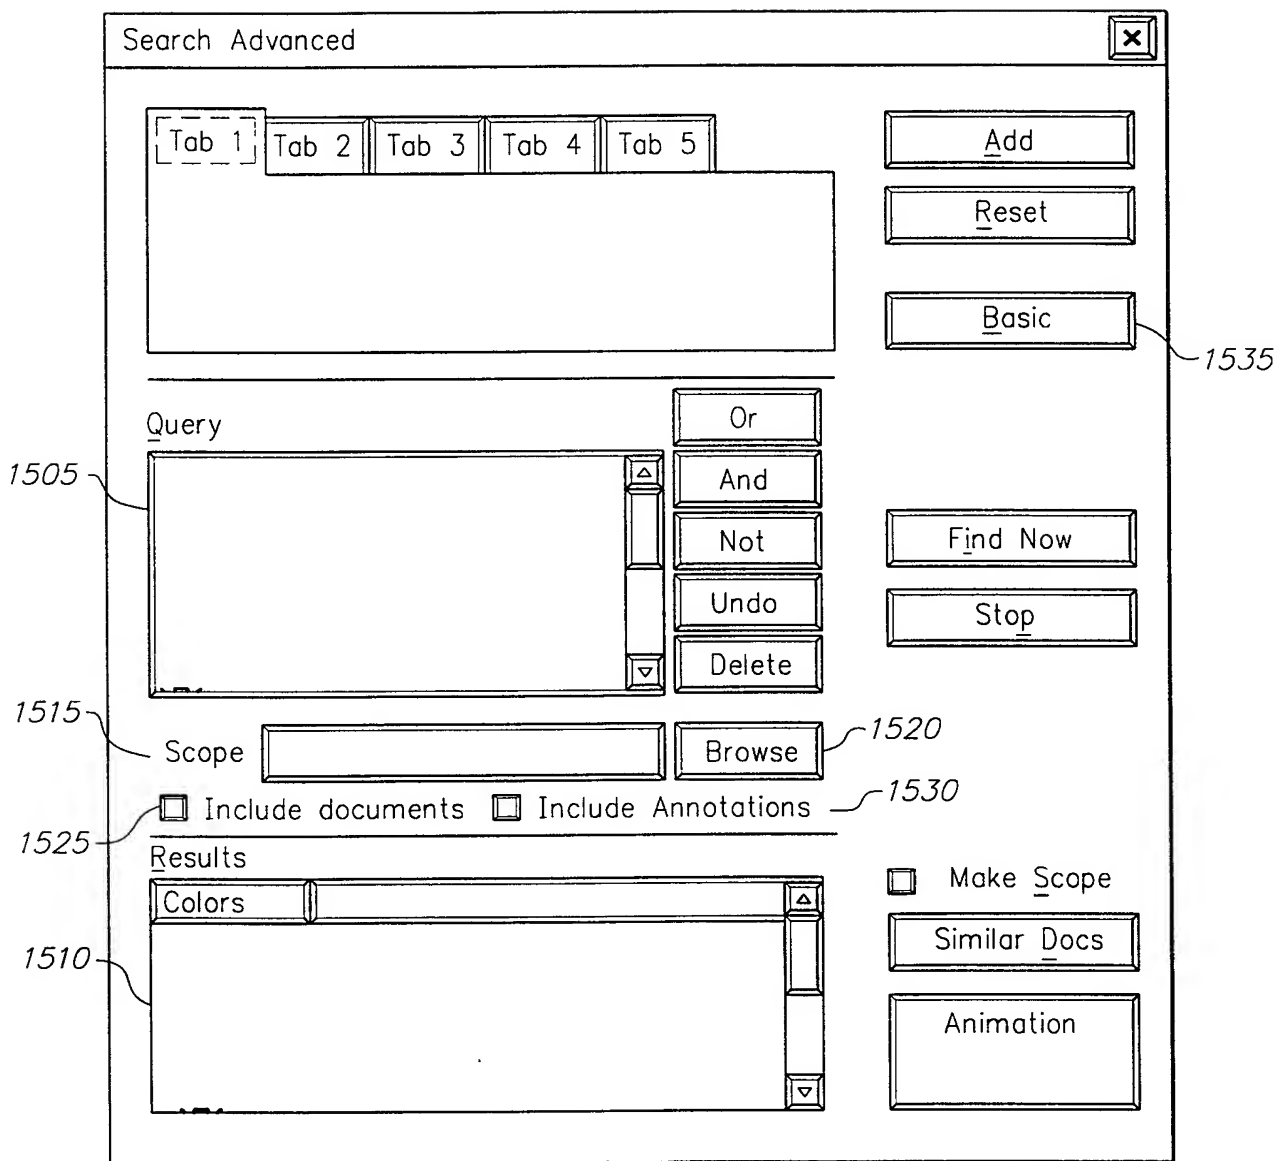 Search Advanced
Tab 1 Tab 2 Tab 3 Tab 4 Tab 5
Add
Reset
Basic
1535
Query
1505
Or
And
Not
Undo
Delete
Find Now
Stop
1515
Scope
Browse
1520
Include documents Include Annotations
1530
1525
Results
Colors
1510
Make Scope
Similar Docs
Animation